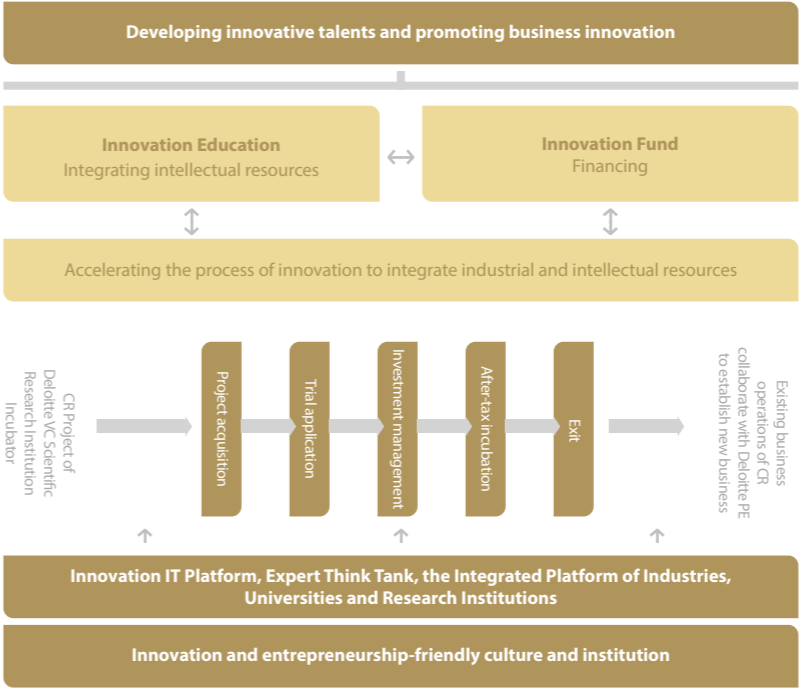 Developing innovative talents and promoting business innovation
Innovation Education
Integrating intellectual resources
Innovation Fund
Financing
Accelerating the process of innovation to integrate industrial and intellectual resources
CR Project of
Deloitte VC Scientific
Research Institution
Incubator
Project acquisition
Trial application
Investment management
After-tax incubation
Exit
Existing business
operations of CR
collaborate with Deloitte PE
to establish new business
Innovation IT Platform, Expert Think Tank, the Integrated Platform of Industries,
Universities and Research Institutions
Innovation and entrepreneurship-friendly culture and institution